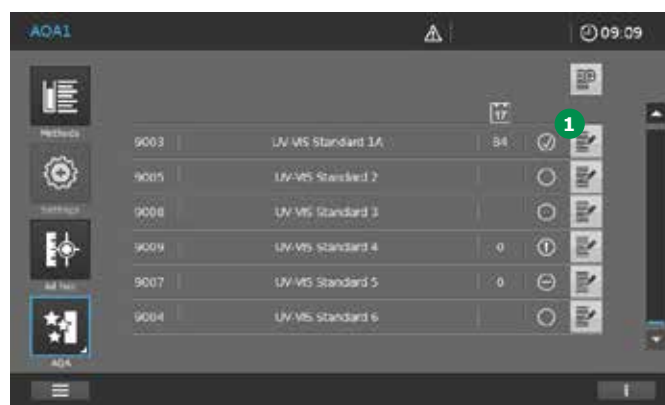 AQA1
09:09
17
1
Methods
9003 UV-VIS Standard 1A 94
9005 UV-VIS Standard 2
Settings
9008 UV-VIS Standard 3
9009 UV-VIS Standard 4 0
Ad hoc
9007 UV-VIS Standard 5 0
9004 UV-VIS Standard 6
AQA